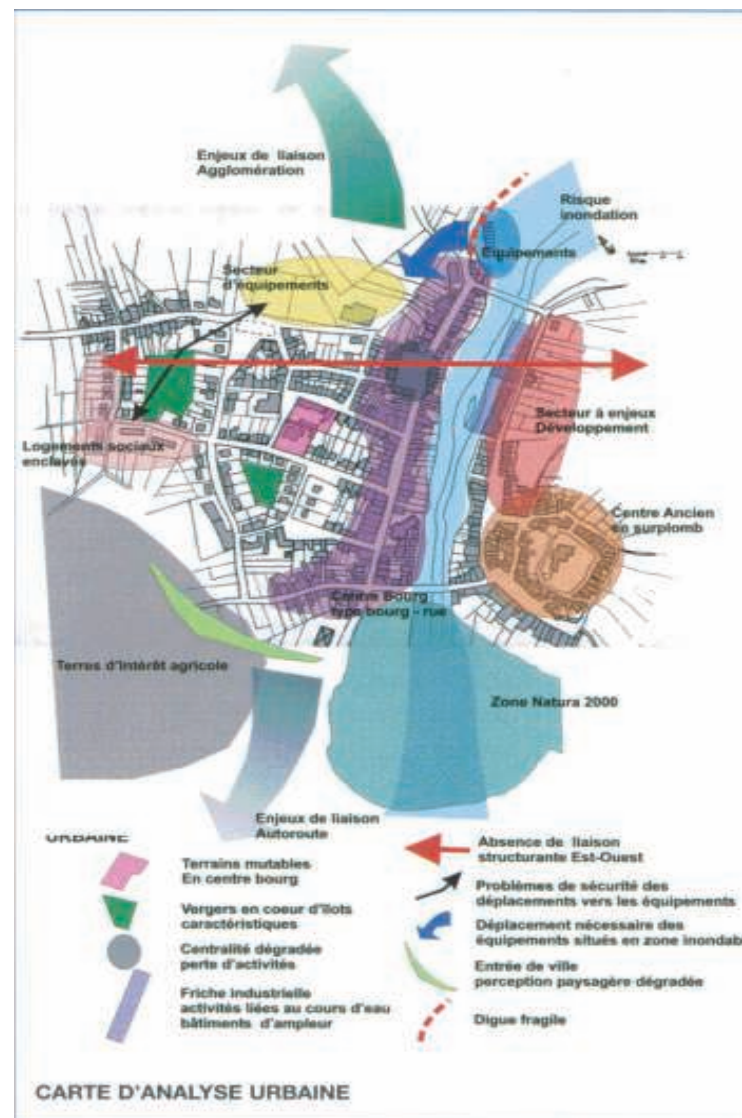 Enjeux de liaison
Agglomération
Risque
inondation
Equipements
Secteur
d'équipements
Secteur à enjeux
Développement
Logements sociaux
enclavés
Centre Ancien
en surplomb
Centre Bourg
type bourg - rue
Terres d'Intérêt agricole
Zone Natura 2000
Enjeux de liaison
Autoroute
URBAINE
Terrains mutables
En centre bourg
Vergers en coeur d'îlots
caractéristiques
Centralité dégradée
perte d'activités
Friche industrielle
activités liées au cours d'eau
bâtiments d'ampleur
Absence de liaison
structurante Est-Ouest
Problèmes de sécurité des
déplacements vers les équipements
Déplacement nécessaire des
équipements situés en zone inondab
Entrée de ville
perception paysagère dégradée
Digue fragile
CARTE D'ANALYSE URBAINE